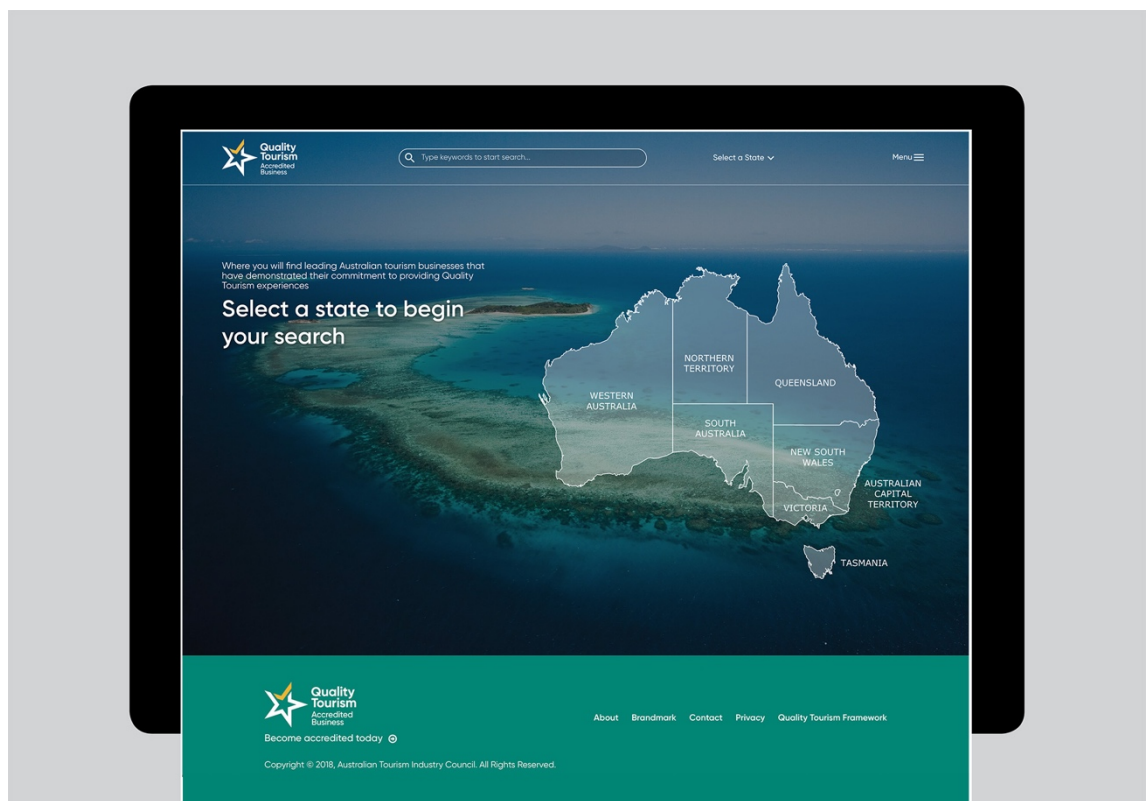 Quality
Tourism
Accredited
Business
Type keywords to start search...
Select a State
Menu
Where you will find leading Australian tourism businesses that
have demonstrated their commitment to providing Quality
Tourism experiences
Select a state to begin
your search
NORTHERN
TERRITORY
QUEENSLAND
WESTERN
AUSTRALIA
SOUTH
AUSTRALIA
NEW SOUTH
WALES
AUSTRALIAN
CAPITAL
TERRITORY
VICTORIA
TASMANIA
Quality
Tourism
Accredited
Business
Become accredited today
About Brandmark Contact Privacy Quality Tourism Framework
Copyright © 2018, Australian Tourism Industry Council. All Rights Reserved.